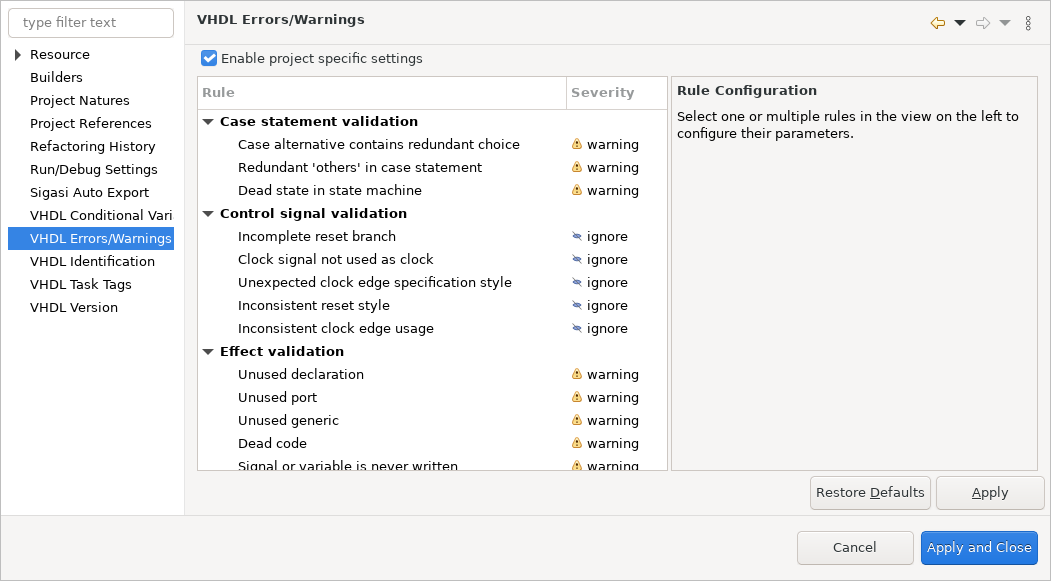 type filter text
Resource
Builders
Project Natures
Project References
Refactoring History
Run/Debug Settings
Sigasi Auto Export
VHDL Conditional Vari
VHDL Errors/Warnings
VHDL Identification
VHDL Task Tags
VHDL Version
VHDL Errors/Warnings
Enable project specific settings
Rule Severity
Case statement validation
Case alternative contains redundant choice warning
Redundant 'others' in case statement warning
Dead state in state machine warning
Control signal validation
Incomplete reset branch ignore
Clock signal not used as clock ignore
Unexpected clock edge specification style ignore
Inconsistent reset style ignore
Inconsistent clock edge usage ignore
Effect validation
Unused declaration warning
Unused port warning
Unused generic warning
Dead code warning
Signal or variable is never written warning
Rule Configuration
Select one or multiple rules in the view on the left to
configure their parameters.
Restore Defaults Apply
Cancel Apply and Close